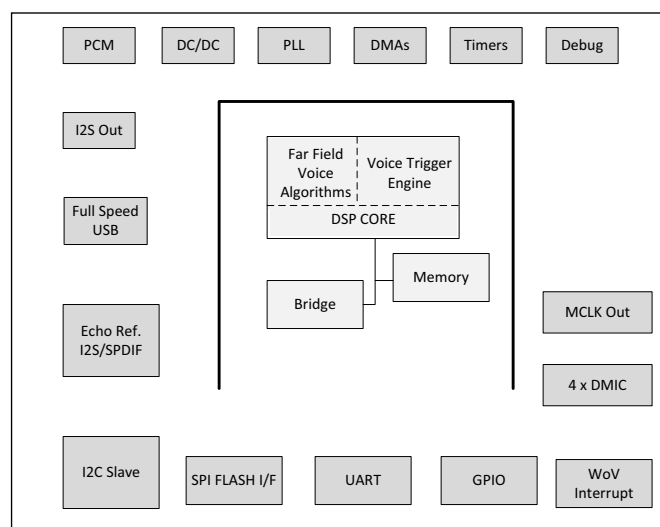 PCM
DC/DC
PLL
DMAs
Timers
Debug
I2S Out
Far Field
Voice
Algorithms
Voice Trigger
Engine
DSP CORE
Full Speed
USB
Memory
Bridge
Echo Ref.
I2S/SPDIF
MCLK Out
4 x DMIC
I2C Slave
SPI FLASH I/F
UART
GPIO
WoV
Interrupt